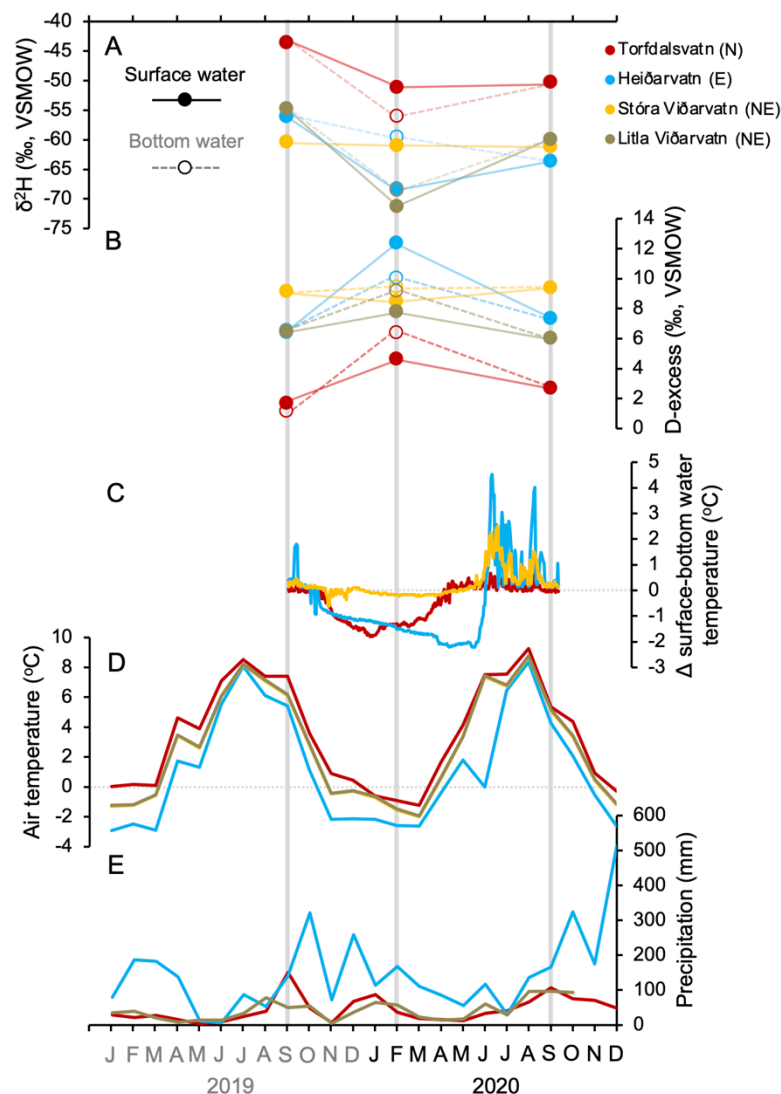 A
Surface water
Bottom water
δ²H (‰, VSMOW)
-40
-45
-50
-55
-60
-65
-70
-75
Torfdalsvatn (N)
Heiðarvatn (E)
Stóra Viðarvatn (NE)
Litla Viðarvatn (NE)
B
14
12
10
8
6
4
2
0
D-excess (‰, VSMOW)
C
5
4
3
2
1
0
-1
-2
-3
Δ surface-bottom water
temperature (°C)
D
10
8
6
4
2
0
-2
-4
Air temperature (°C)
E
600
500
400
300
200
100
0
Precipitation (mm)
J F M A M J J A S O N D J F M A M J J A S O N D
2019 2020